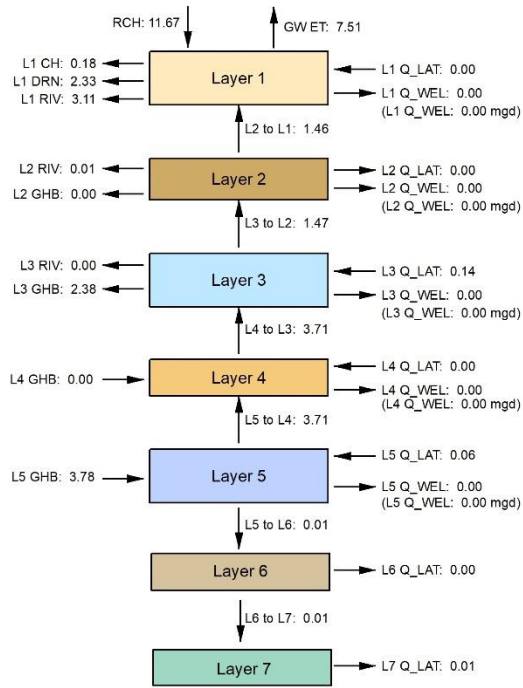 RCH: 11.67
GW ET: 7.51
L1 CH: 0.18
L1 DRN: 2.33
L1 RIV: 3.11
Layer 1
L1 Q_LAT: 0.00
L1 Q_WEL: 0.00
(L1 Q_WEL: 0.00 mgd)
L2 to L1: 1.46
L2 RIV: 0.01
L2 GHB: 0.00
Layer 2
L2 Q_LAT: 0.00
L2 Q_WEL: 0.00
(L2 Q_WEL: 0.00 mgd)
L3 to L2: 1.47
L3 RIV: 0.00
L3 GHB: 2.38
Layer 3
L3 Q_LAT: 0.14
L3 Q_WEL: 0.00
(L3 Q_WEL: 0.00 mgd)
L4 to L3: 3.71
L4 GHB: 0.00
Layer 4
L4 Q_LAT: 0.00
L4 Q_WEL: 0.00
(L4 Q_WEL: 0.00 mgd)
L5 to L4: 3.71
L5 GHB: 3.78
Layer 5
L5 Q_LAT: 0.06
L5 Q_WEL: 0.00
(L5 Q_WEL: 0.00 mgd)
L5 to L6: 0.01
Layer 6
L6 Q_LAT: 0.00
L6 to L7: 0.01
Layer 7
L7 Q_LAT: 0.01